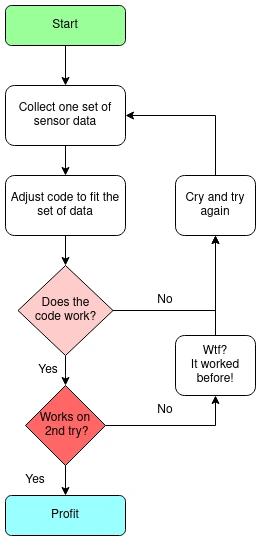 Start
Collect one set of
sensor data
Adjust code to fit the
set of data
Cry and try
again
Does the
code work?
No
Wtf?
It worked
before!
Yes
Works on
2nd try?
No
Yes
Profit